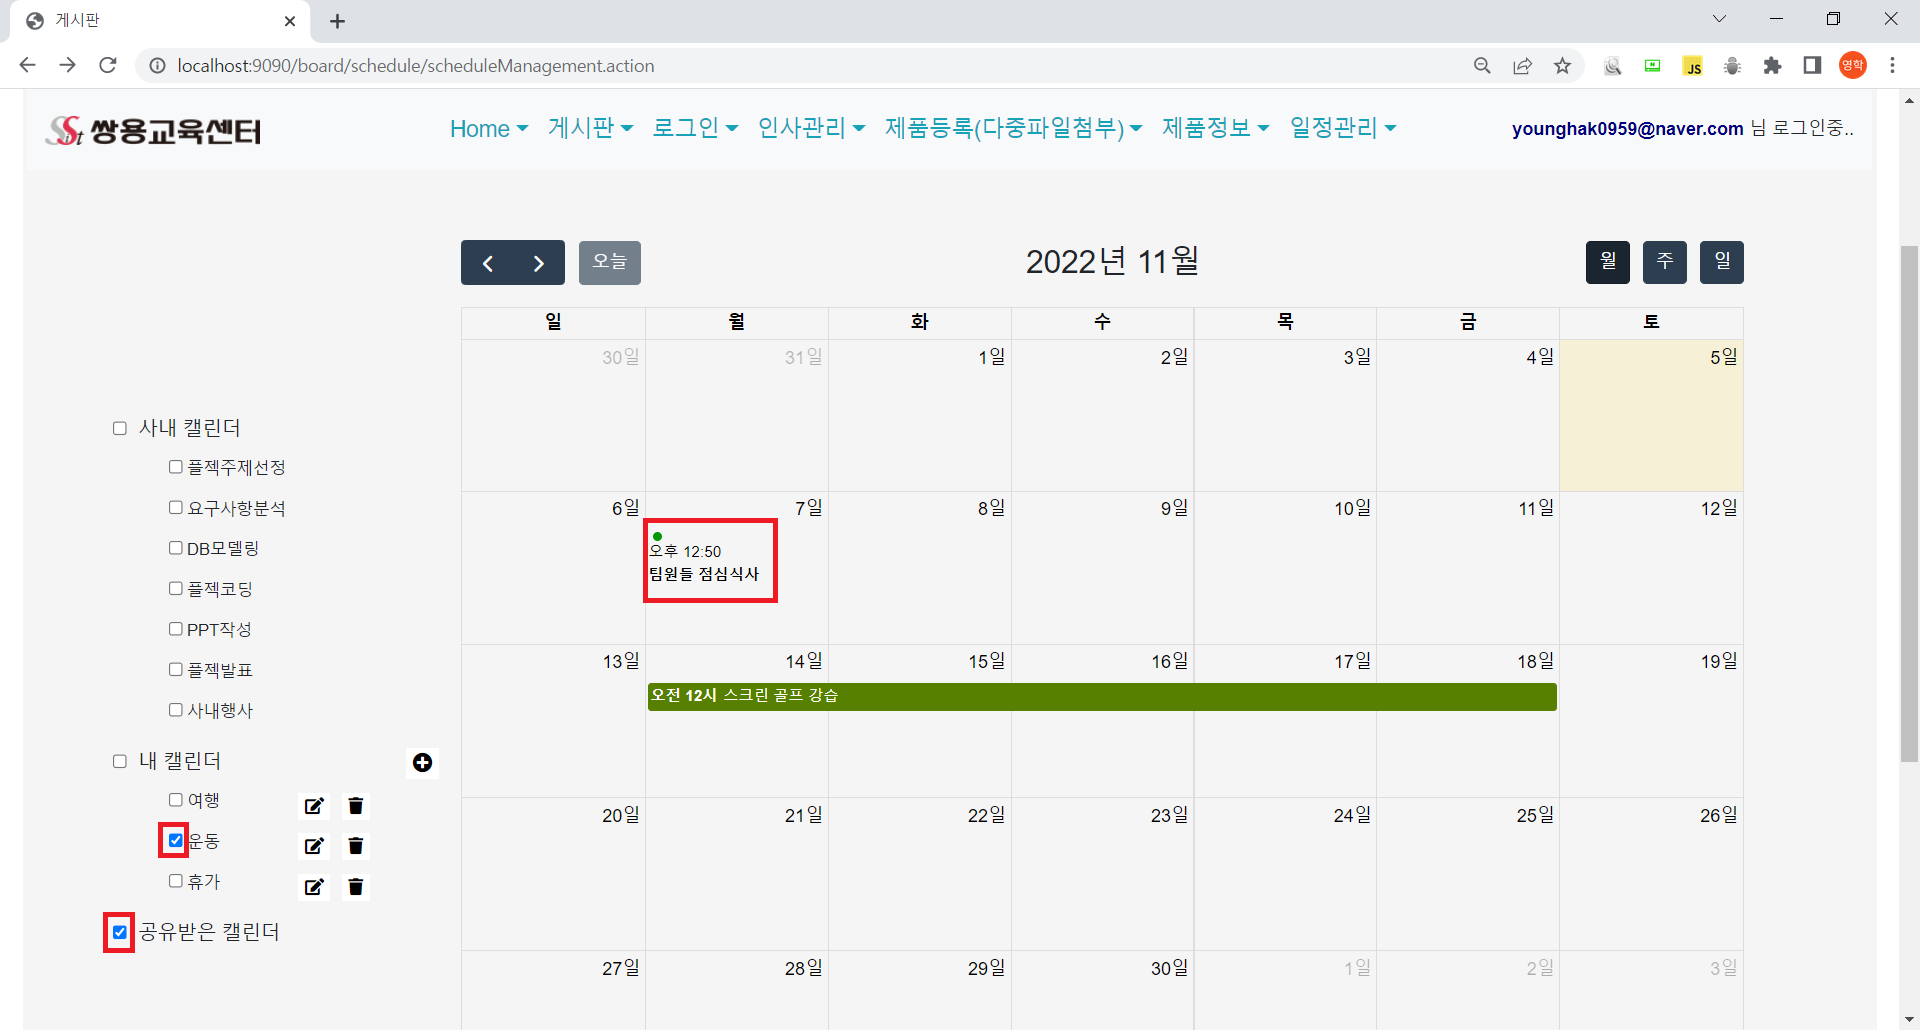 게시판
localhost:9090/board/schedule/scheduleManagement.action
JS
영학
SSist 쌍용교육센터
Home 게시판 로그인 인사관리 제품등록(다중파일첨부) 제품정보 일정관리
younghak0959@naver.com 님 로그인중..
오늘
2022년 11월
월 주 일
일 월 화 수 목 금 토
30일 31일 1일 2일 3일 4일 5일
6일 7일 8일 9일 10일 11일 12일
오후 12:50
팀원들 점심식사
13일 14일 15일 16일 17일 18일 19일
오전 12시 스크린 골프 강습
20일 21일 22일 23일 24일 25일 26일
27일 28일 29일 30일 1일 2일 3일
사내 캘린더
플젝주제선정
요구사항분석
DB모델링
플젝코딩
PPT작성
플젝발표
사내행사
내 캘린더
여행
운동
휴가
공유받은 캘린더